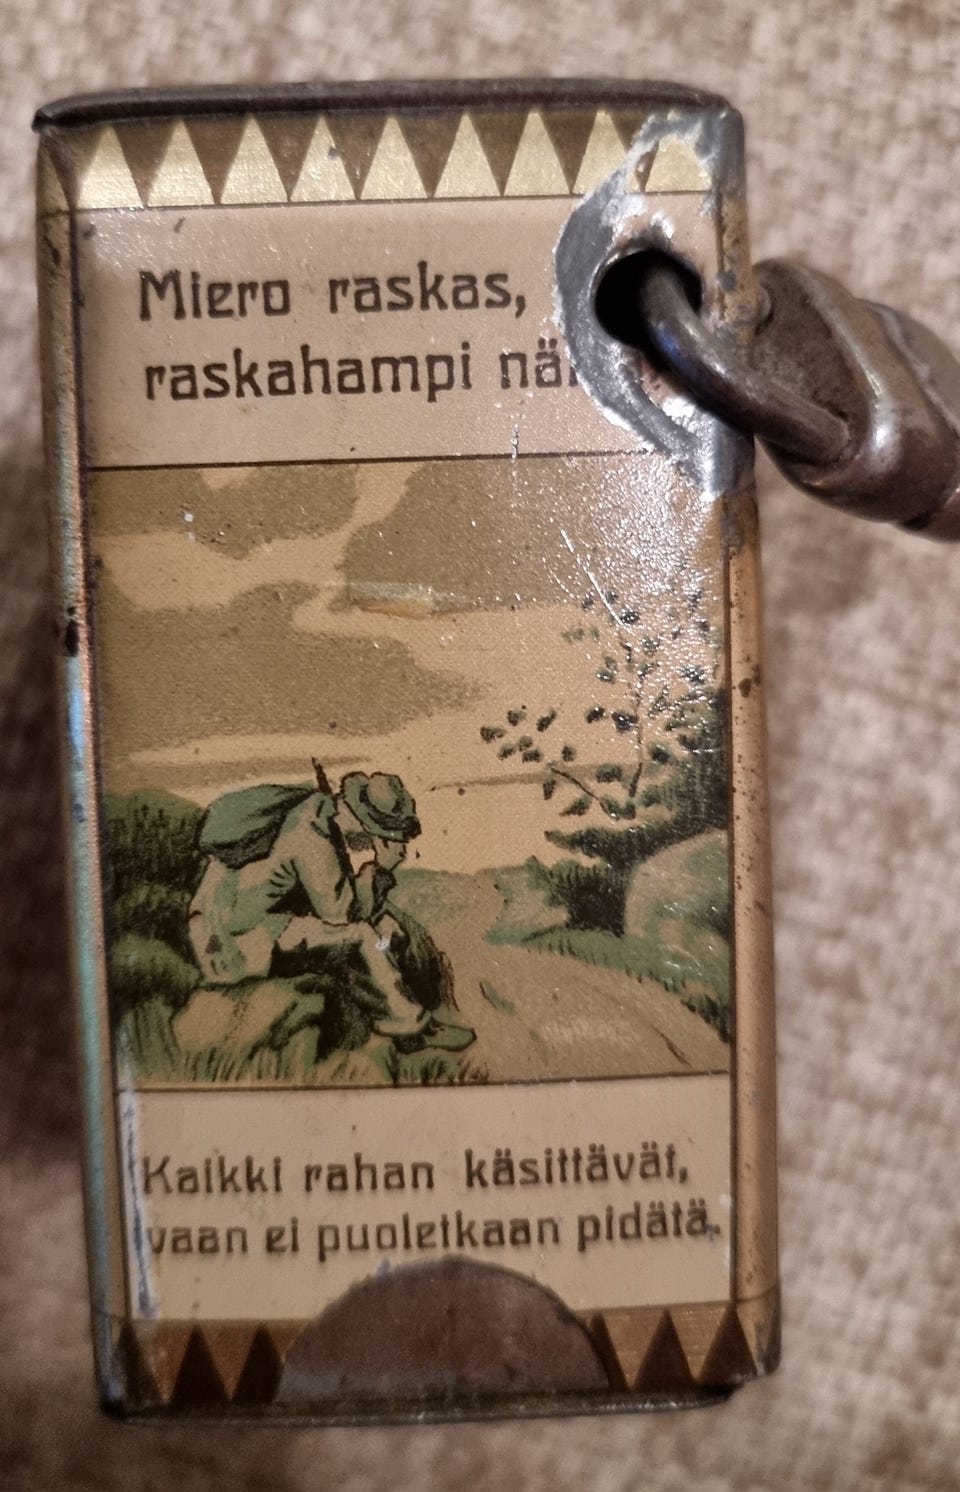 Miero raskas,
raskahampi
Kaikki rahan käsittävät,
vaan ei puoletkaan pidätä.